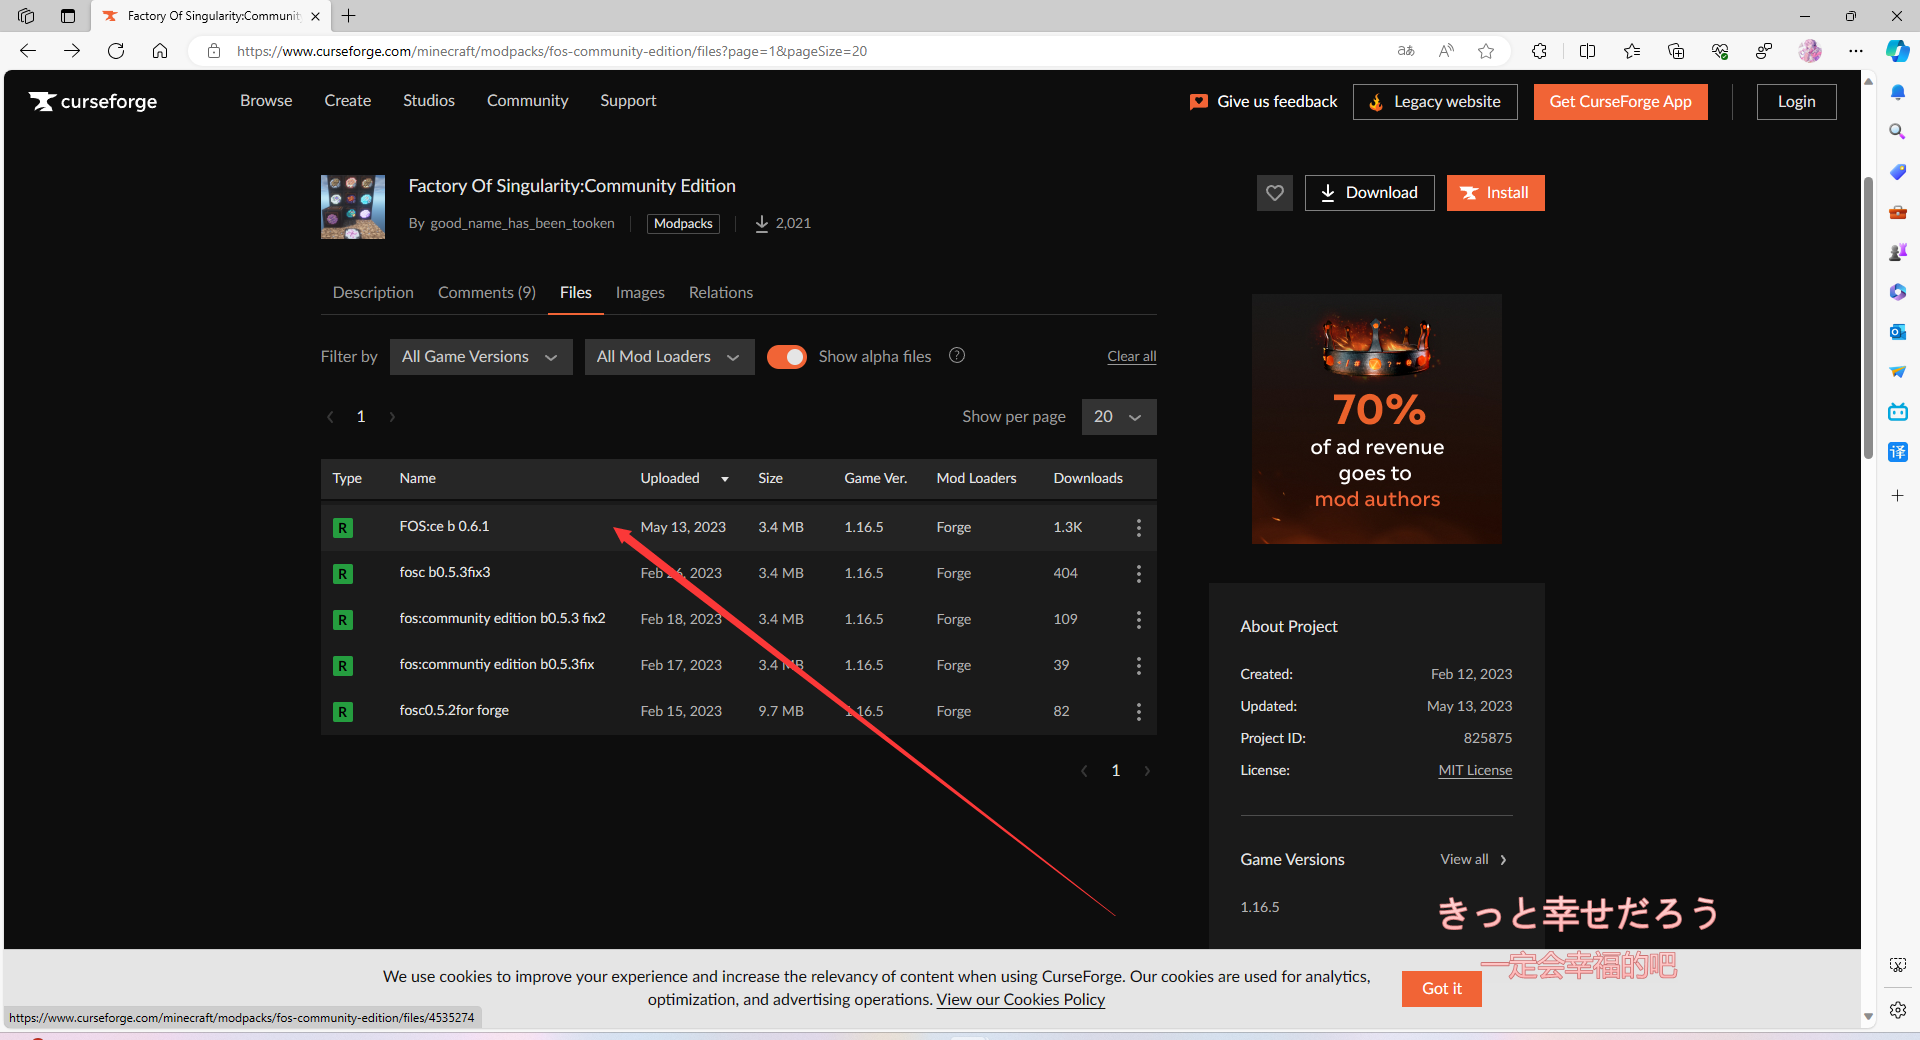 Factory Of Singularity:Communit
https://www.curseforge.com/minecraft/modpacks/fos-community-edition/files?page=1&pageSize=20
curseforge
Browse Create Studios Community Support
Give us feedback
Legacy website
Get CurseForge App
Login
Factory Of Singularity:Community Edition
By good_name_has_been_tooken Modpacks 2,021
Download
Install
Description Comments (9) Files Images Relations
Filter by All Game Versions All Mod Loaders Show alpha files ? Clear all
1
Show per page 20
Type Name Uploaded Size Game Ver. Mod Loaders Downloads
R FOS:ce b 0.6.1 May 13, 2023 3.4 MB 1.16.5 Forge 1.3K
R fosc b0.5.3fix3 Feb 26, 2023 3.4 MB 1.16.5 Forge 404
R fos:community edition b0.5.3 fix2 Feb 18, 2023 3.4 MB 1.16.5 Forge 109
R fos:communtiy edition b0.5.3fix Feb 17, 2023 3.4 MB 1.16.5 Forge 39
R fosc0.5.2for forge Feb 15, 2023 9.7 MB 1.16.5 Forge 82
1
70%
of ad revenue
goes to
mod authors
About Project
Created: Feb 12, 2023
Updated: May 13, 2023
Project ID: 825875
License: MIT License
Game Versions View all
1.16.5
きっと幸せだろう
一定会幸福的吧
We use cookies to improve your experience and increase the relevancy of content when using CurseForge. Our cookies are used for analytics,
optimization, and advertising operations. View our Cookies Policy
Got it
https://www.curseforge.com/minecraft/modpacks/fos-community-edition/files/4535274
译